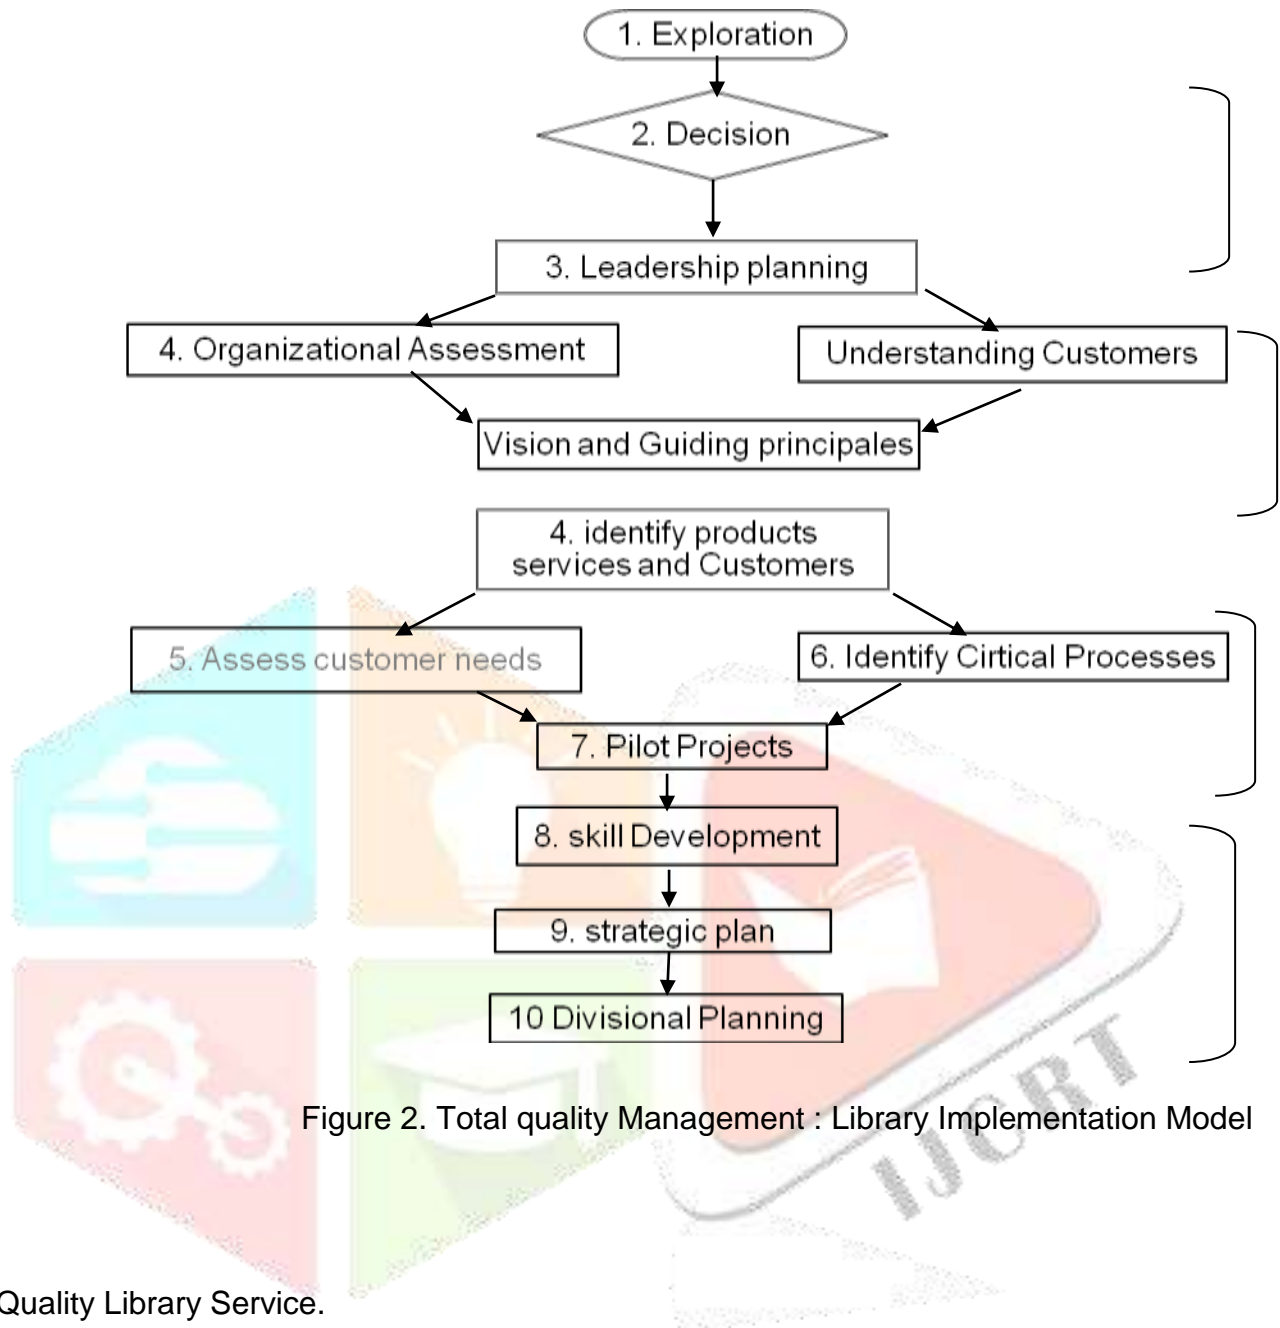 1. Exploration
2. Decision
3. Leadership planning
4. Organizational Assessment
Understanding Customers
Vision and Guiding principales
4. identify products
services and Customers
5. Assess customer needs
6. Identify Cirtical Processes
7. Pilot Projects
8. skill Development
9. strategic plan
10 Divisional Planning
Figure 2. Total quality Management : Library Implementation Model
IJCRT
Quality Library Service.